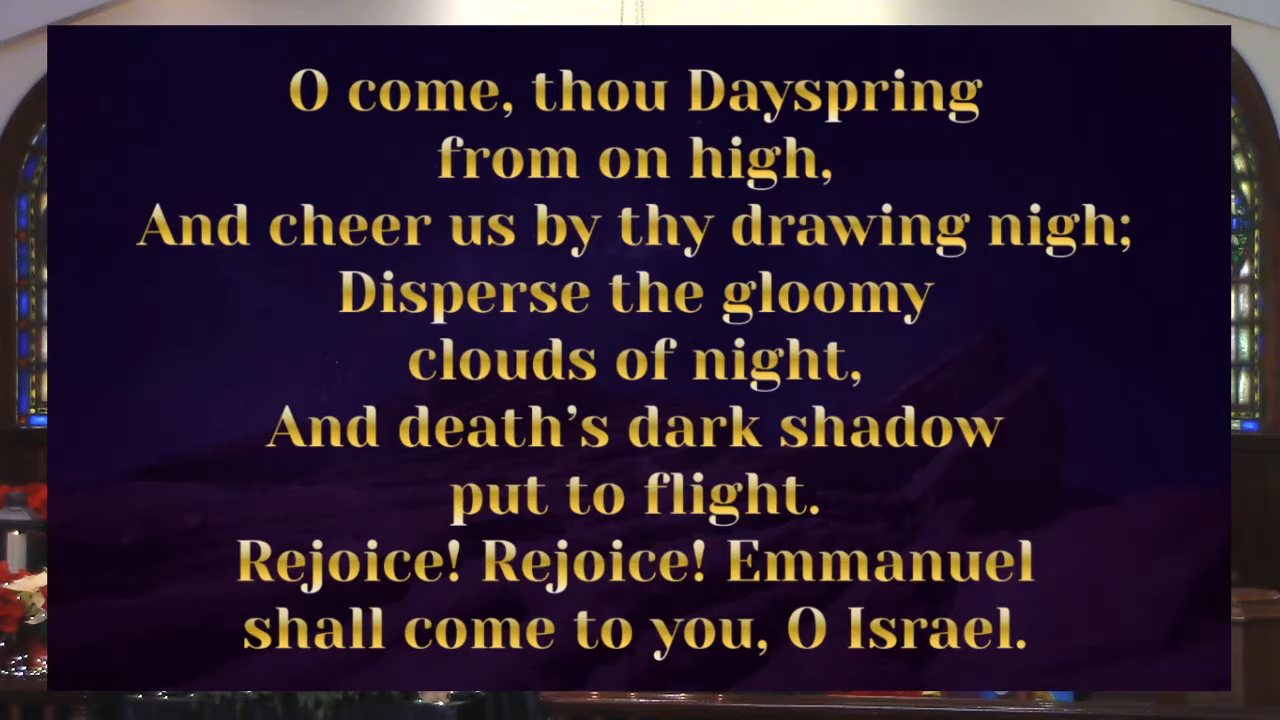 O come, thou Dayspring
from on high,
And cheer us by thy drawing nigh;
Disperse the gloomy
clouds of night,
And death’s dark shadow
put to flight.
Rejoice! Rejoice! Emmanuel
shall come to you, O Israel.